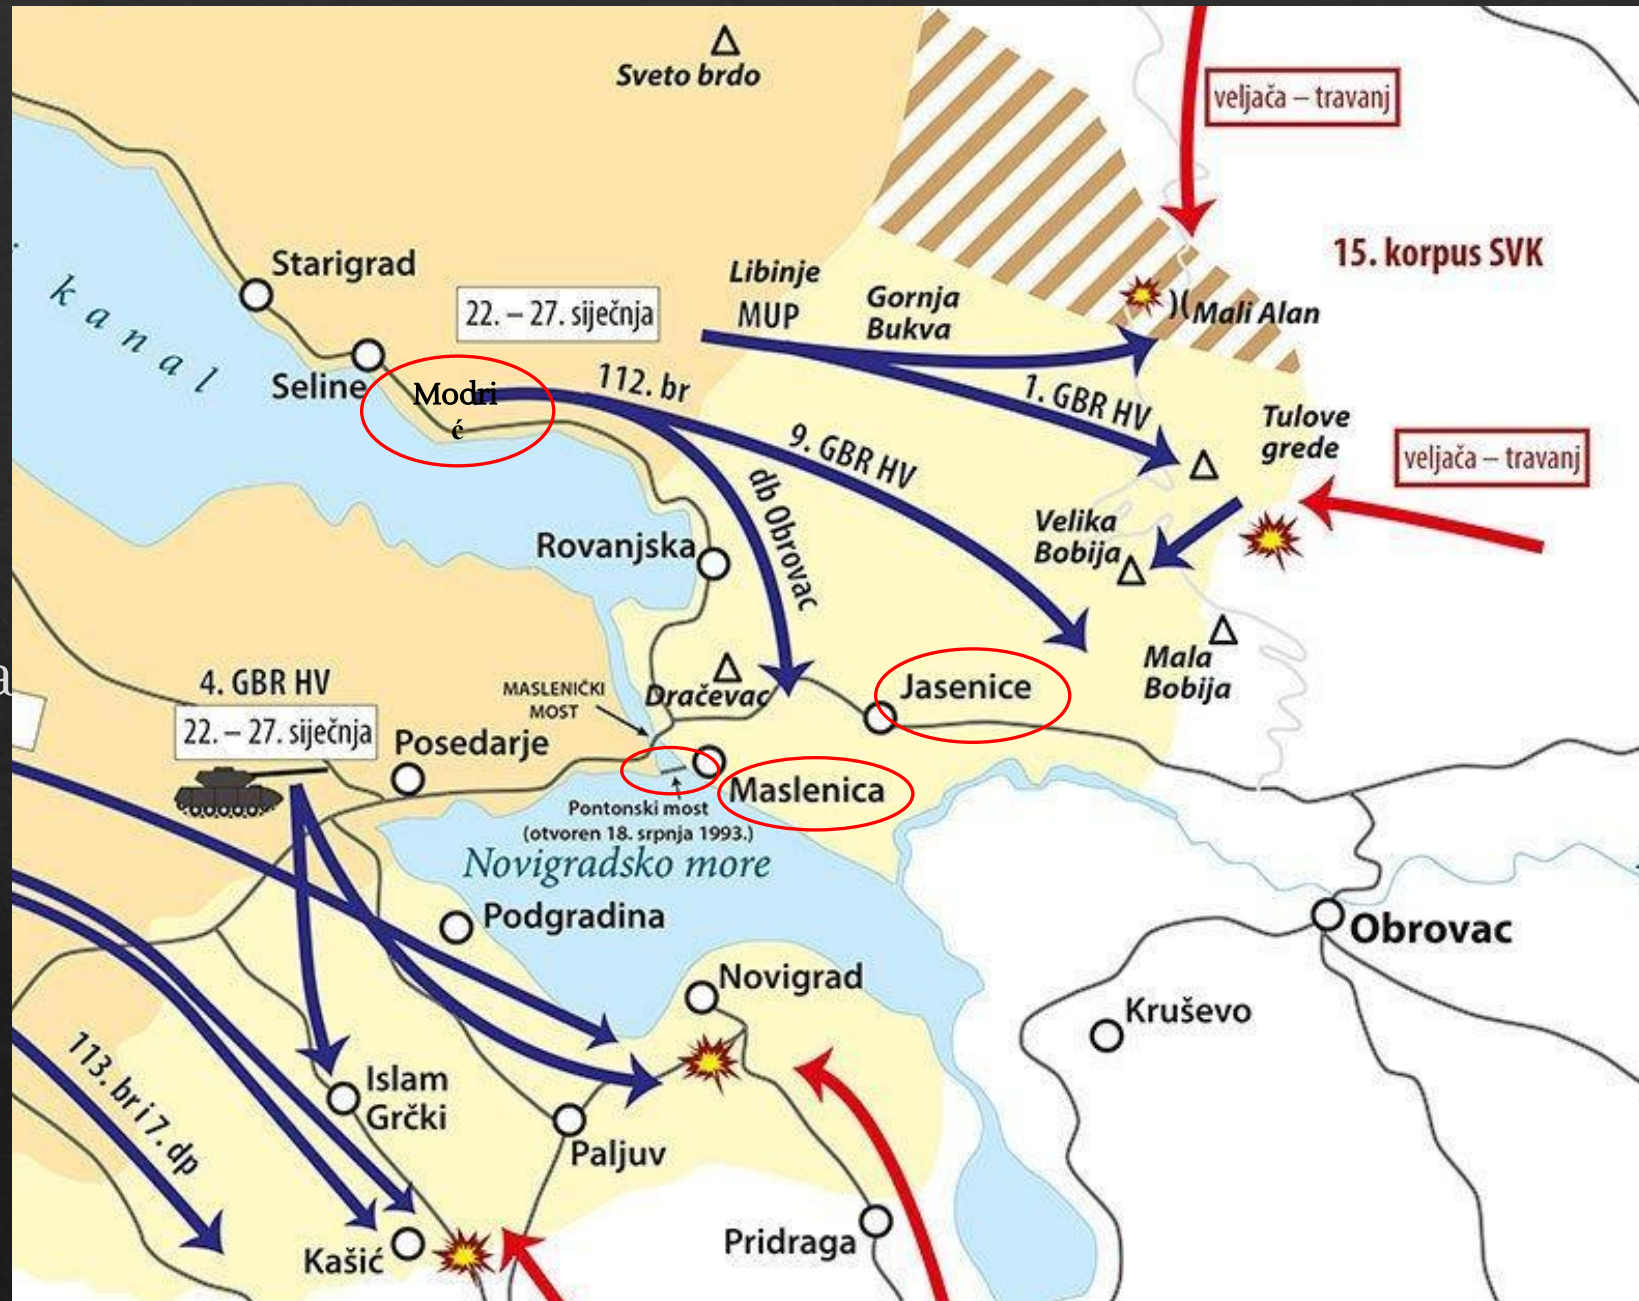 Sveto brdo
veljača – travanj
15. korpus SVK
Starigrad
kanal
22. – 27. siječnja
Libinje
MUP
Gornja
Bukva
Mali Alan
Seline
Modri
ć
112. br
1. GBR HV
9. GBR HV
Tulove
grede
veljača – travanj
db Obrovac
Velika
Bobija
Rovanjska
Mala
Bobija
a
4. GBR HV
22. – 27. siječnja
MASLENIČKI
MOST
Dračevac
Jasenice
Posedarje
Maslenica
Pontonski most
(otvoren 18. srpnja 1993.)
Novigradsko more
Podgradina
Obrovac
Novigrad
Kruševo
113. br i 7. dp
Islam
Grčki
Paljuv
Pridraga
Kašić